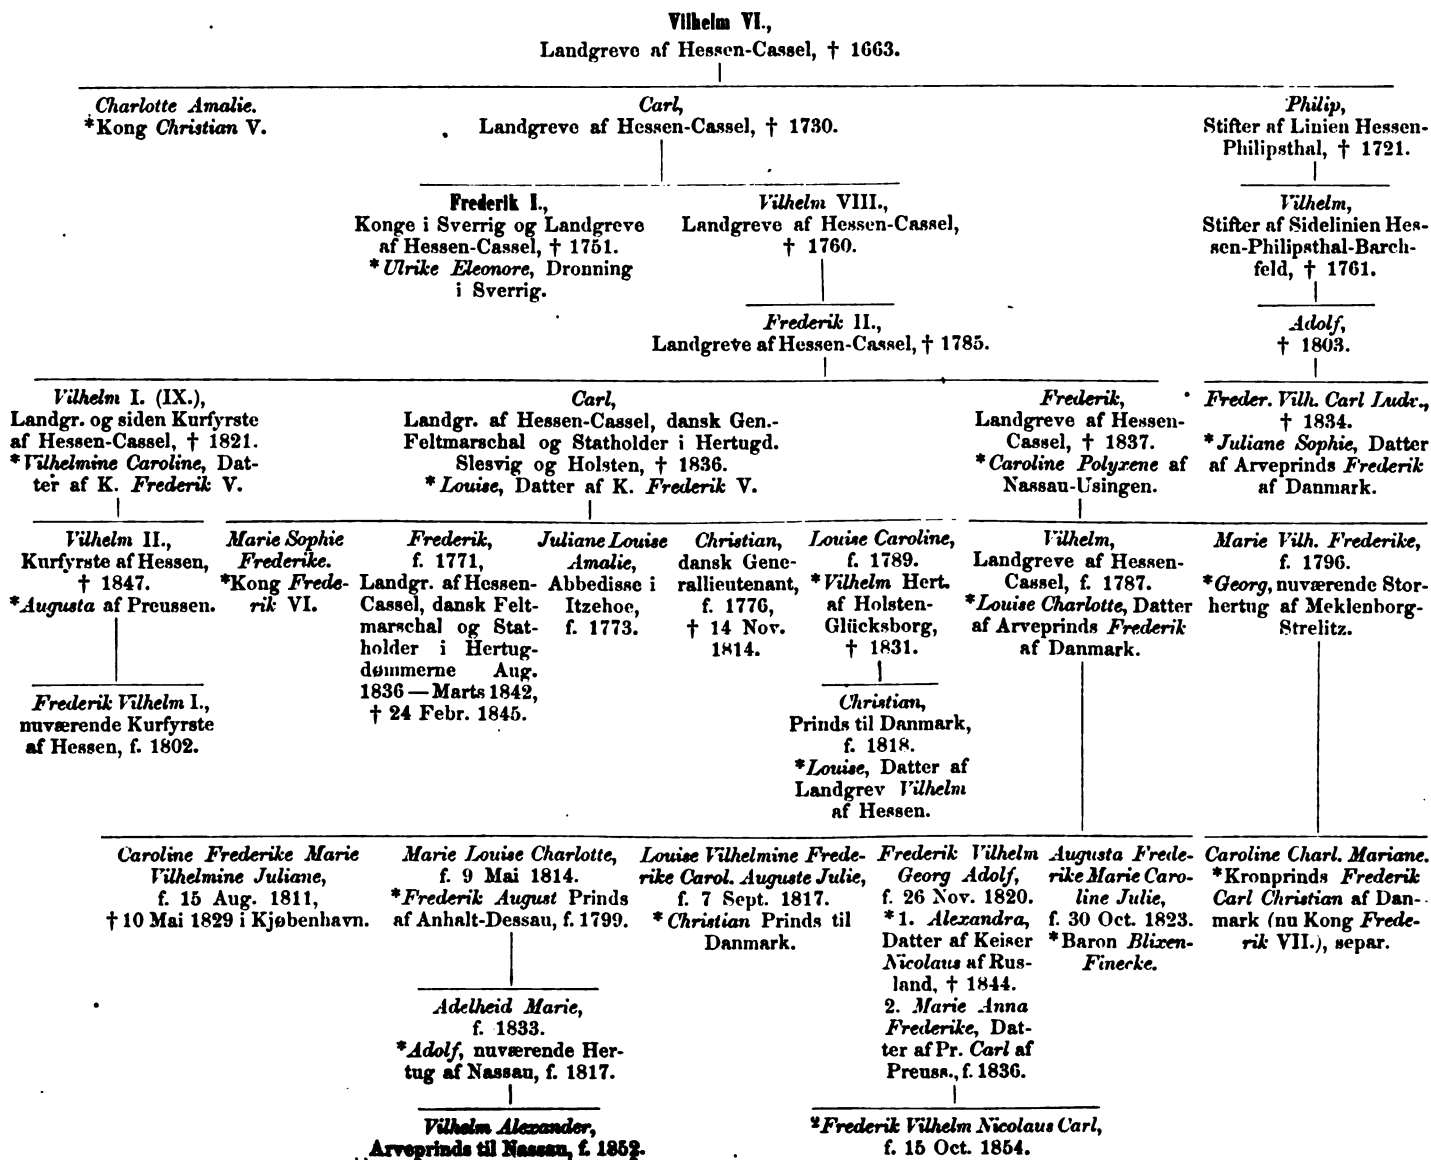 Vilhelm VI.,
Landgreve af Hessen-Cassel, † 1663.
Charlotte Amalie.
*Kong Christian V.
Carl,
Landgreve af Hessen-Cassel, † 1730.
Philip,
Stifter af Linien Hessen-
Philipsthal, † 1721.
Frederik I.,
Konge i Sverrig og Landgreve
af Hessen-Cassel, † 1751.
*Ulrike Eleonore, Dronning
i Sverrig.
Vilhelm VIII.,
Landgreve af Hessen-Cassel,
† 1760.
Vilhelm,
Stifter af Sidelinien Hes-
sen-Philipsthal-Barch-
feld, † 1761.
Frederik II.,
Landgreve af Hessen-Cassel, † 1785.
Adolf,
† 1803.
Vilhelm I. (IX.),
Landgr. og siden Kurfyrste
af Hessen-Cassel, † 1821.
*Vilhelmine Caroline, Dat-
ter af K. Frederik V.
Carl,
Landgr. af Hessen-Cassel, dansk Gen.-
Feltmarschal og Statholder i Hertugd.
Slesvig og Holsten, † 1836.
*Louise, Datter af K. Frederik V.
Frederik,
Landgreve af Hessen-
Cassel, † 1837.
*Caroline Polyxene af
Nassau-Usingen.
Freder. Vilh. Carl Ludv.,
† 1834.
*Juliane Sophie, Datter
af Arveprinds Frederik
af Danmark.
Vilhelm II.,
Kurfyrste af Hessen,
† 1847.
*Augusta af Preussen.
Marie Sophie
Frederike.
*Kong Frede-
rik VI.
Frederik,
f. 1771,
Landgr. af Hessen-
Cassel, dansk Felt-
marschal og Stat-
holder i Hertug-
dømmerne Aug.
1836—Marts 1842,
† 24 Febr. 1845.
Juliane Louise
Amalie,
Abbedisse i
Itzehoe,
f. 1773.
Christian,
dansk Gene-
rallieutenant,
f. 1776,
† 14 Nov.
1814.
Louise Caroline,
f. 1789.
*Vilhelm Hert.
af Holsten-
Glücksborg,
† 1831.
Vilhelm,
Landgreve af Hessen-
Cassel, f. 1787.
*Louise Charlotte, Datter
af Arveprinds Frederik
af Danmark.
Marie Vilh. Frederike,
f. 1796.
*Georg, nuværende Stor-
hertug af Meklenborg-
Strelitz.
Frederik Vilhelm I.,
nuværende Kurfyrste
af Hessen, f. 1802.
Christian,
Prinds til Danmark,
f. 1818.
*Louise, Datter af
Landgrev Vilhelm
af Hessen.
Caroline Frederike Marie
Vilhelmine Juliane,
f. 15 Aug. 1811,
† 10 Mai 1829 i Kjøbenhavn.
Marie Louise Charlotte,
f. 9 Mai 1814.
*Frederik August Prinds
af Anhalt-Dessau, f. 1799.
Louise Vilhelmine Frede-
rike Carol. Auguste Julie,
f. 7 Sept. 1817.
*Christian Prinds til
Danmark.
Frederik Vilhelm
Georg Adolf,
f. 26 Nov. 1820.
*1. Alexandra,
Datter af Keiser
Nicolaus af Rus-
land, † 1844.
2. Marie Anna
Frederike, Dat-
ter af Pr. Carl af
Preuss., f. 1836.
Augusta Frede-
rike Marie Caro-
line Julie,
f. 30 Oct. 1823.
*Baron Blixen-
Finecke.
Caroline Charl. Mariane.
*Kronprinds Frederik
Carl Christian af Dan-
mark (nu Kong Frede-
rik VII.), separ.
Adelheid Marie,
f. 1833.
*Adolf, nuværende Her-
tug af Nassau, f. 1817.
Vilhelm Alexander,
Arveprinds til Nassau, f. 1852.
*Frederik Vilhelm Nicolaus Carl,
f. 15 Oct. 1854.